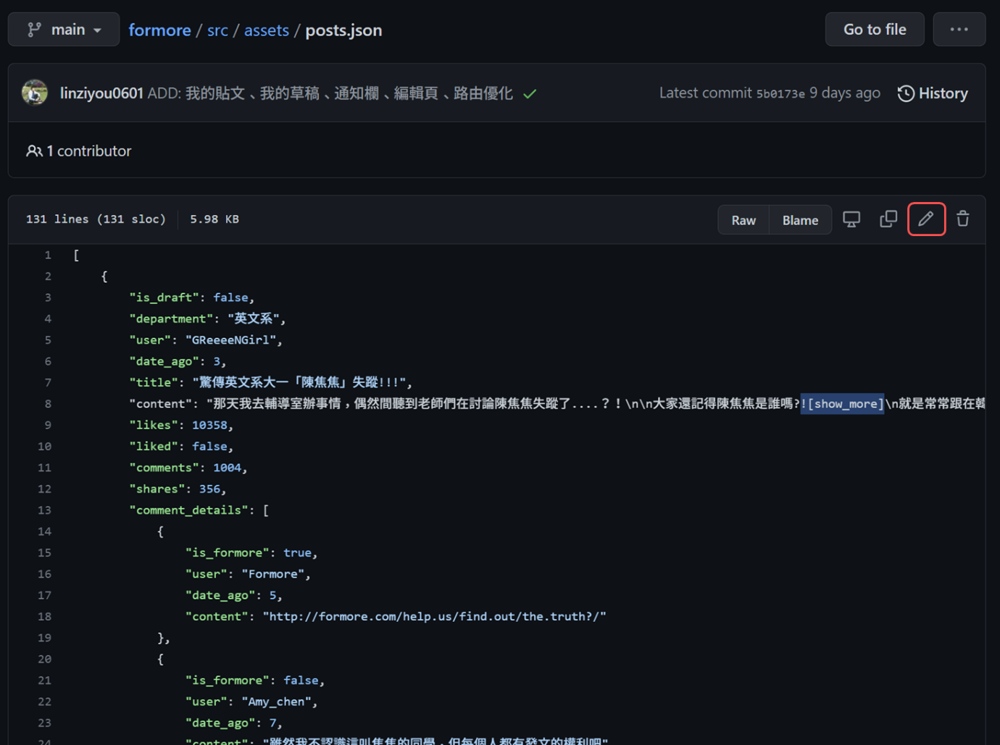 main
formore / src / assets / posts.json
Go to file
...
linziyou0601 ADD: 我的貼文、我的草稿、通知欄、編輯頁、路由優化
Latest commit 5b0173e 9 days ago
History
1 contributor
131 lines (131 sloc)
5.98 KB
Raw
Blame
1 [
2 {
3 "is_draft": false,
4 "department": "英文系",
5 "user": "GReeeeNGirl",
6 "date_ago": 3,
7 "title": "驚傳英文系大一「陳焦焦」失蹤!!!",
8 "content": "那天我去輔導室辦事情，偶然間聽到老師們在討論陳焦焦失蹤了....？！\n\n大家還記得陳焦焦是誰嗎?![show_more]\n就是常常跟在韓
9 "likes": 10358,
10 "liked": false,
11 "comments": 1004,
12 "shares": 356,
13 "comment_details": [
14 {
15 "is_formore": true,
16 "user": "Formore",
17 "date_ago": 5,
18 "content": "http://formore.com/help.us/find.out/the.truth?/"
19 },
20 {
21 "is_formore": false,
22 "user": "Amy_chen",
23 "date_ago": 7,
24 "content": "雖然我不認識這叫焦焦的同學，但每個人都有發文的權利吧"